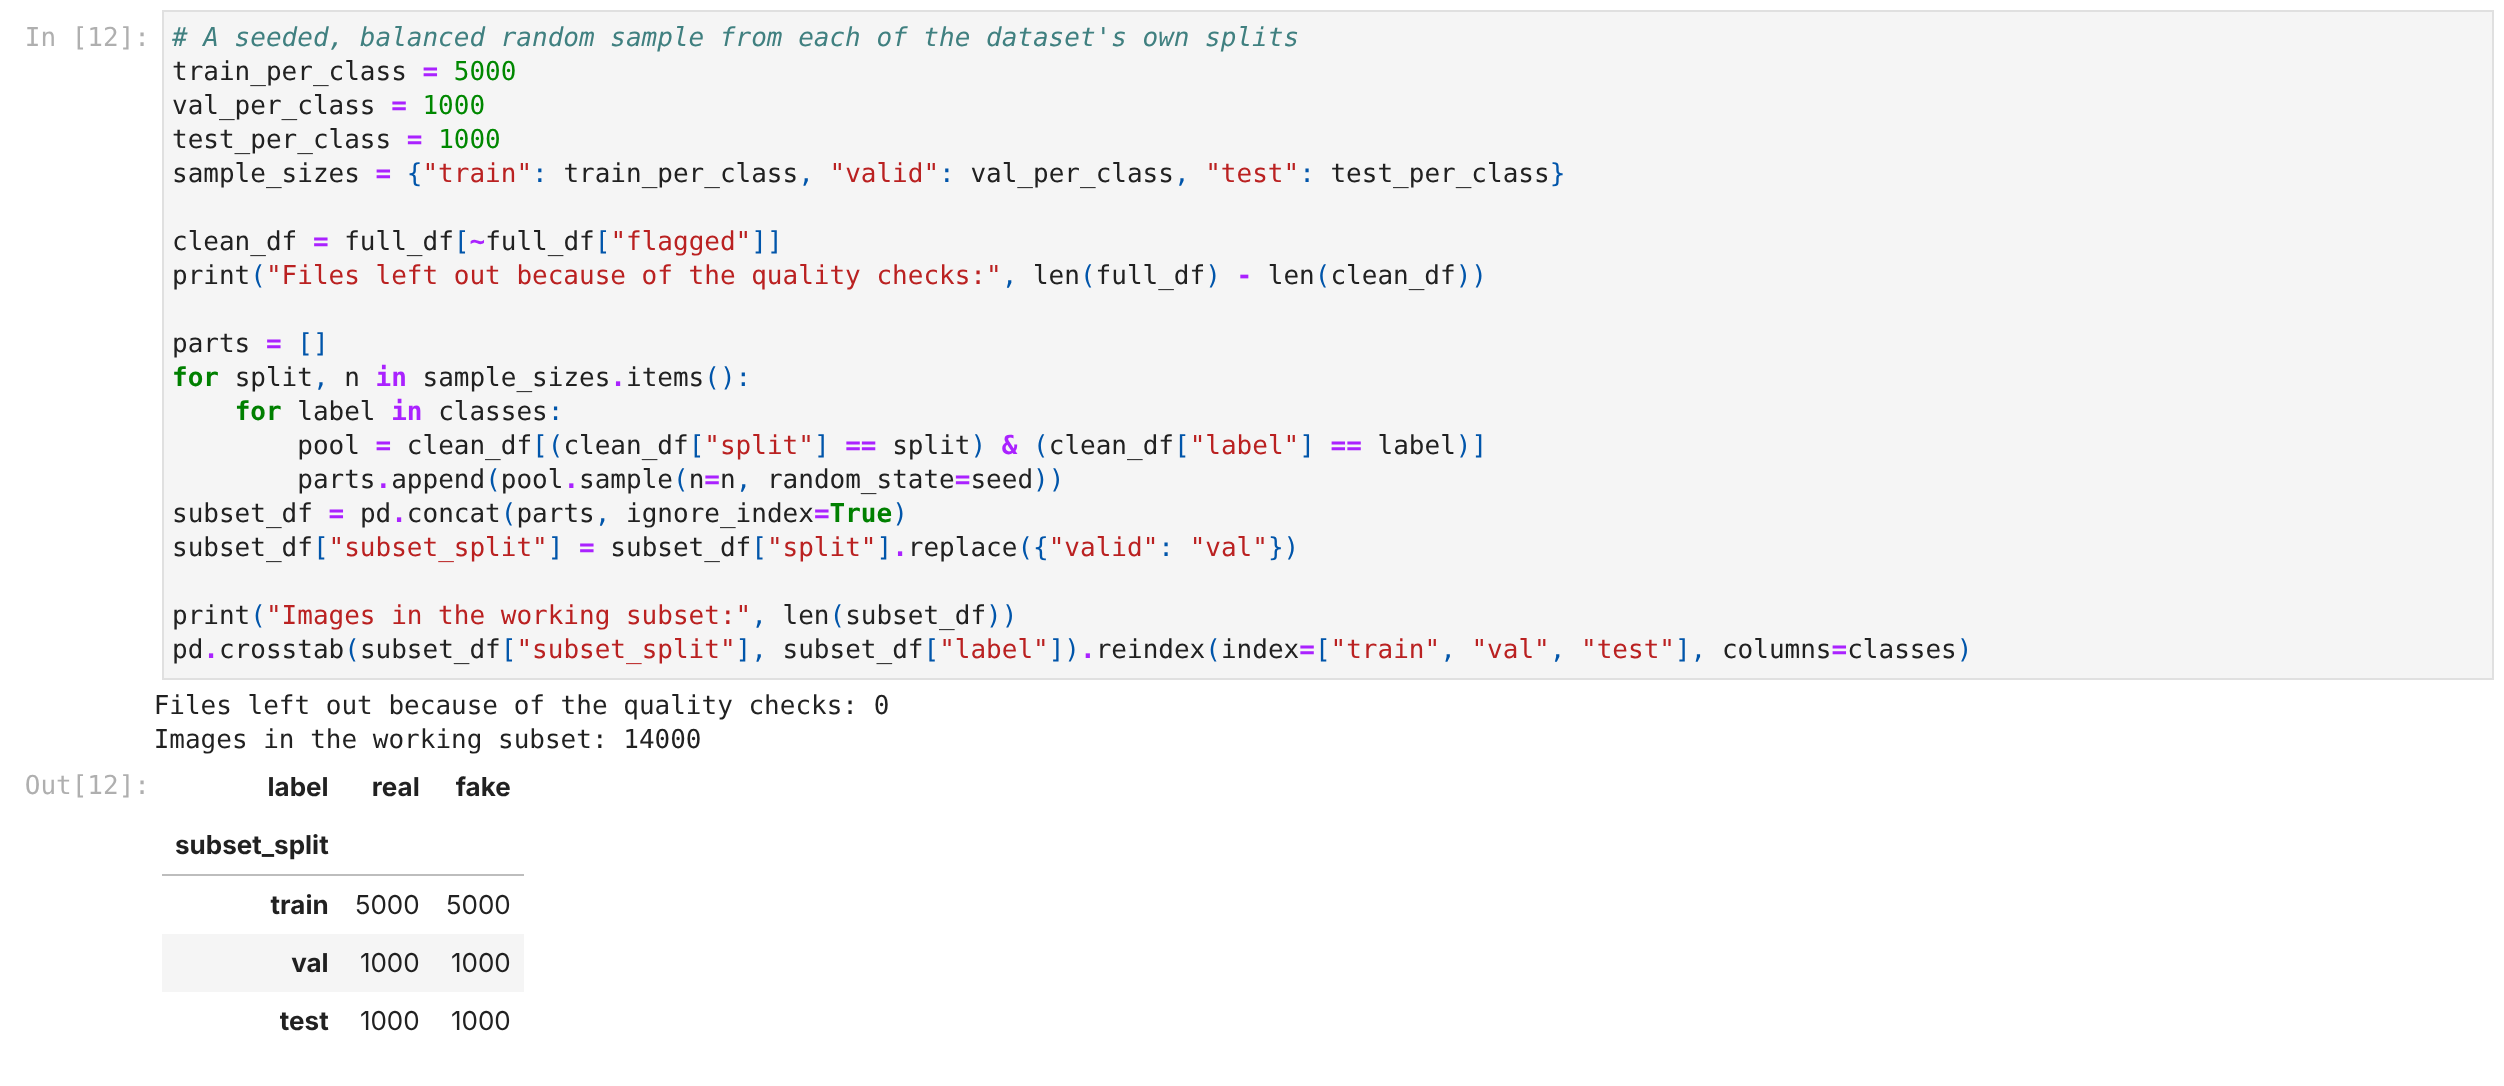 In [12]:
# A seeded, balanced random sample from each of the dataset's own splits
train_per_class = 5000
val_per_class = 1000
test_per_class = 1000
sample_sizes = {"train": train_per_class, "valid": val_per_class, "test": test_per_class}

clean_df = full_df[~full_df["flagged"]]
print("Files left out because of the quality checks:", len(full_df) - len(clean_df))

parts = []
for split, n in sample_sizes.items():
    for label in classes:
        pool = clean_df[(clean_df["split"] == split) & (clean_df["label"] == label)]
        parts.append(pool.sample(n=n, random_state=seed))
subset_df = pd.concat(parts, ignore_index=True)
subset_df["subset_split"] = subset_df["split"].replace({"valid": "val"})

print("Images in the working subset:", len(subset_df))
pd.crosstab(subset_df["subset_split"], subset_df["label"]).reindex(index=["train", "val", "test"], columns=classes)
Files left out because of the quality checks: 0
Images in the working subset: 14000
Out[12]:
label real fake
subset_split
train 5000 5000
val 1000 1000
test 1000 1000